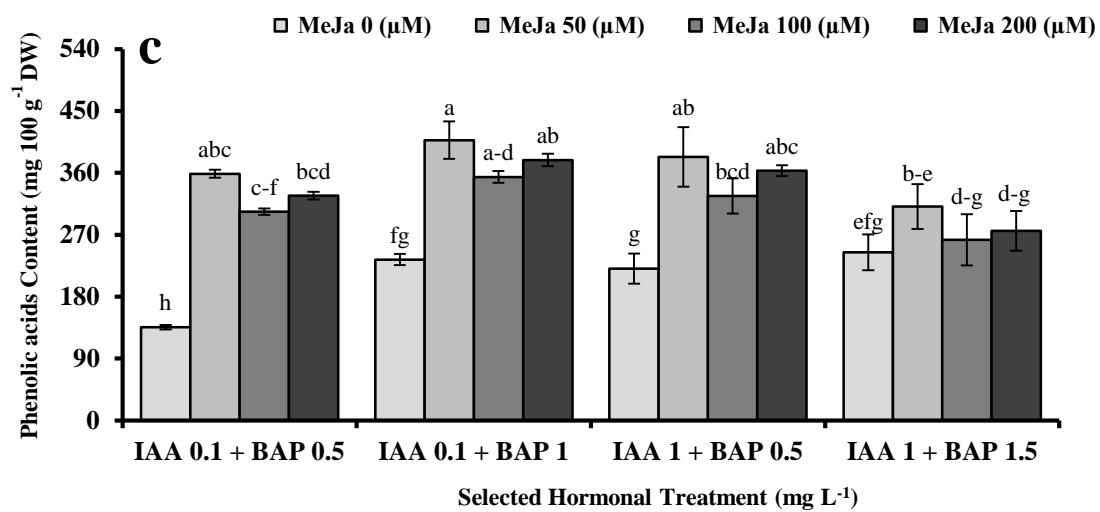 MeJa 0 (µM) MeJa 50 (µM) MeJa 100 (µM) MeJa 200 (µM)
c
Phenolic acids Content (mg 100 g⁻¹ DW)
540
450
360
270
180
90
0
h abc c-f bcd
fg a a-d ab
g ab bcd abc
efg b-e d-g d-g
IAA 0.1 + BAP 0.5 IAA 0.1 + BAP 1 IAA 1 + BAP 0.5 IAA 1 + BAP 1.5
Selected Hormonal Treatment (mg L⁻¹)